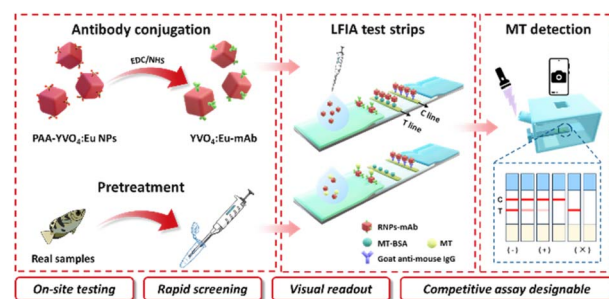 Antibody conjugation
EDC/NHS
PAA-YVO₄:Eu NPs
YVO₄:Eu-mAb
Pretreatment
Real samples
LFIA test strips
C line
T line
RNPs-mAb
MT-BSA
MT
Goat anti-mouse IgG
MT detection
C
T
(-)
(+)
(×)
On-site testing
Rapid screening
Visual readout
Competitive assay designable